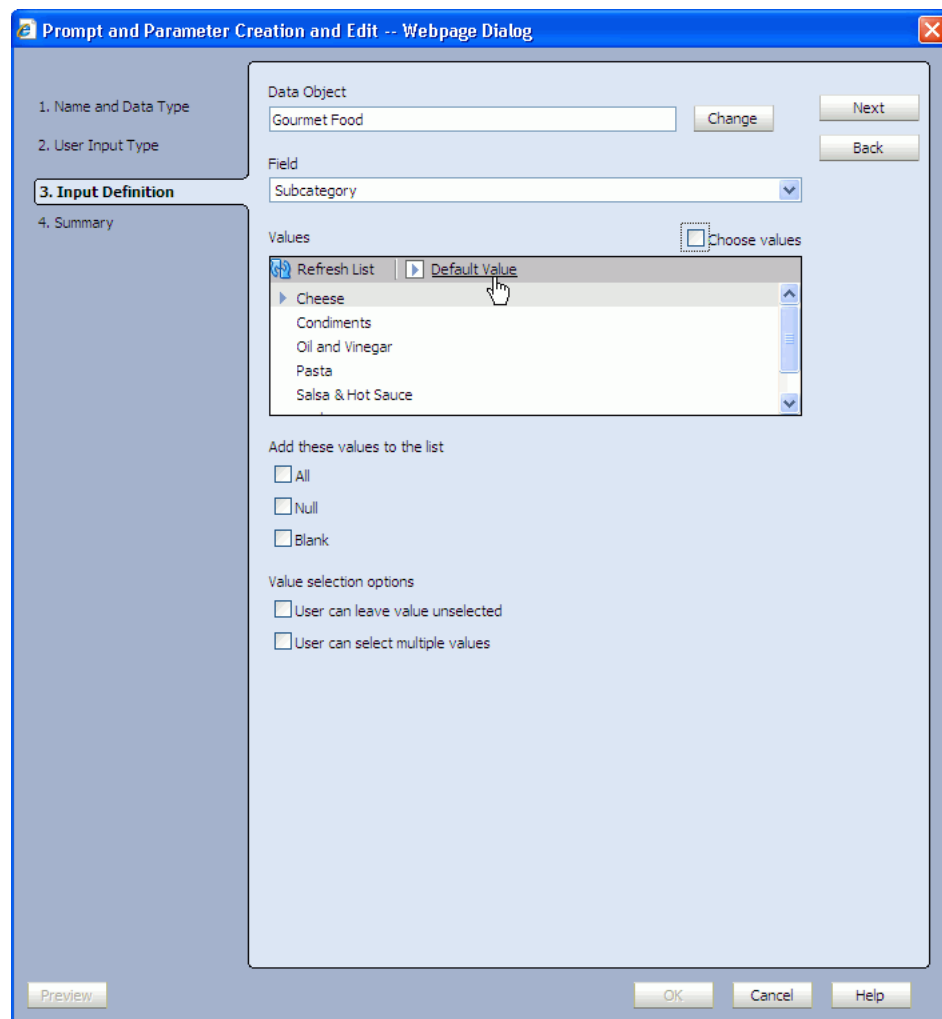 Prompt and Parameter Creation and Edit -- Webpage Dialog
1. Name and Data Type
2. User Input Type
3. Input Definition
4. Summary
Data Object
Gourmet Food
Change
Next
Back
Field
Subcategory
Values
Choose values
Refresh List
Default Value
Cheese
Condiments
Oil and Vinegar
Pasta
Salsa & Hot Sauce
Add these values to the list
All
Null
Blank
Value selection options
User can leave value unselected
User can select multiple values
Preview
OK
Cancel
Help